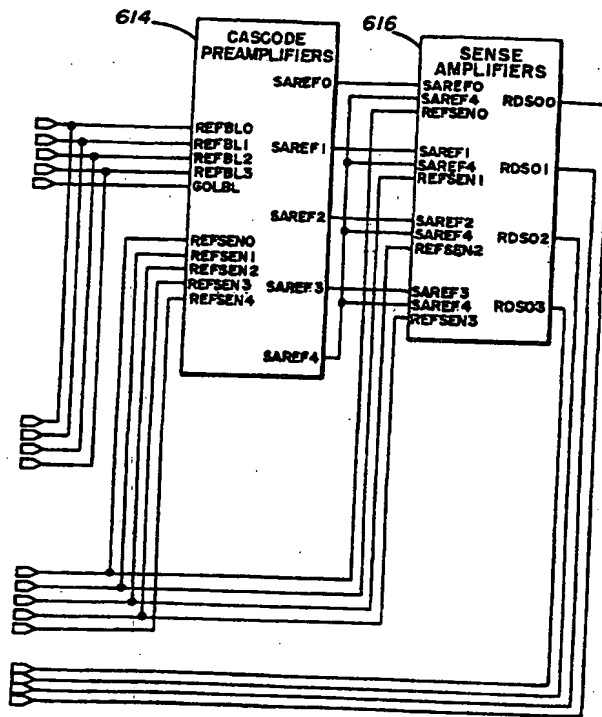 614
CASCODE
PREAMPLIFIERS
SAREF0
REFBL0
REFBL1
REFBL2
REFBL3
GOLBL
SAREF1
SAREF2
REFSEN0
REFSEN1
REFSEN2
REFSEN3
REFSEN4
SAREF3
SAREF4
616
SENSE
AMPLIFIERS
SAREF0
SAREF4
REFSEN0
RDS00
SAREF1
SAREF4
REFSEN1
RDS01
SAREF2
SAREF4
REFSEN2
RDS02
SAREF3
SAREF4
REFSEN3
RDS03